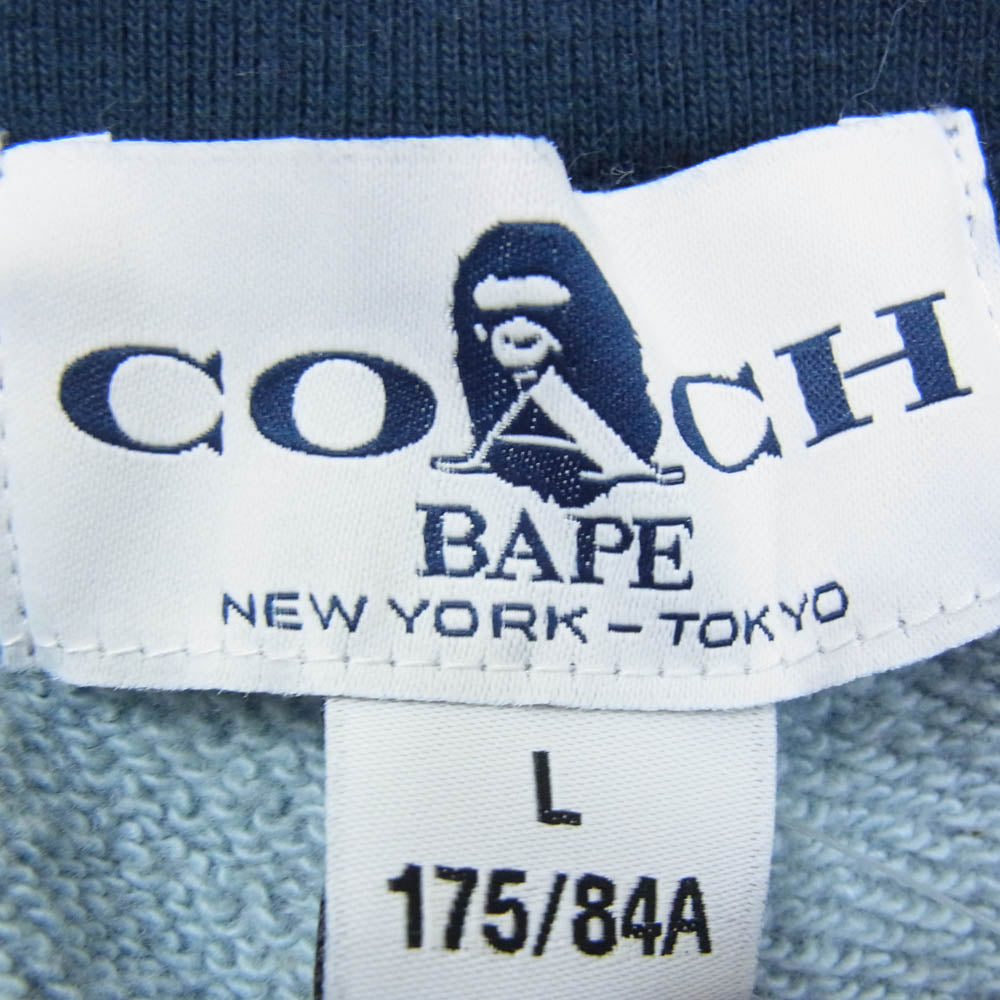 COACH
BAPE
NEW YORK - TOKYO
L
175/84A